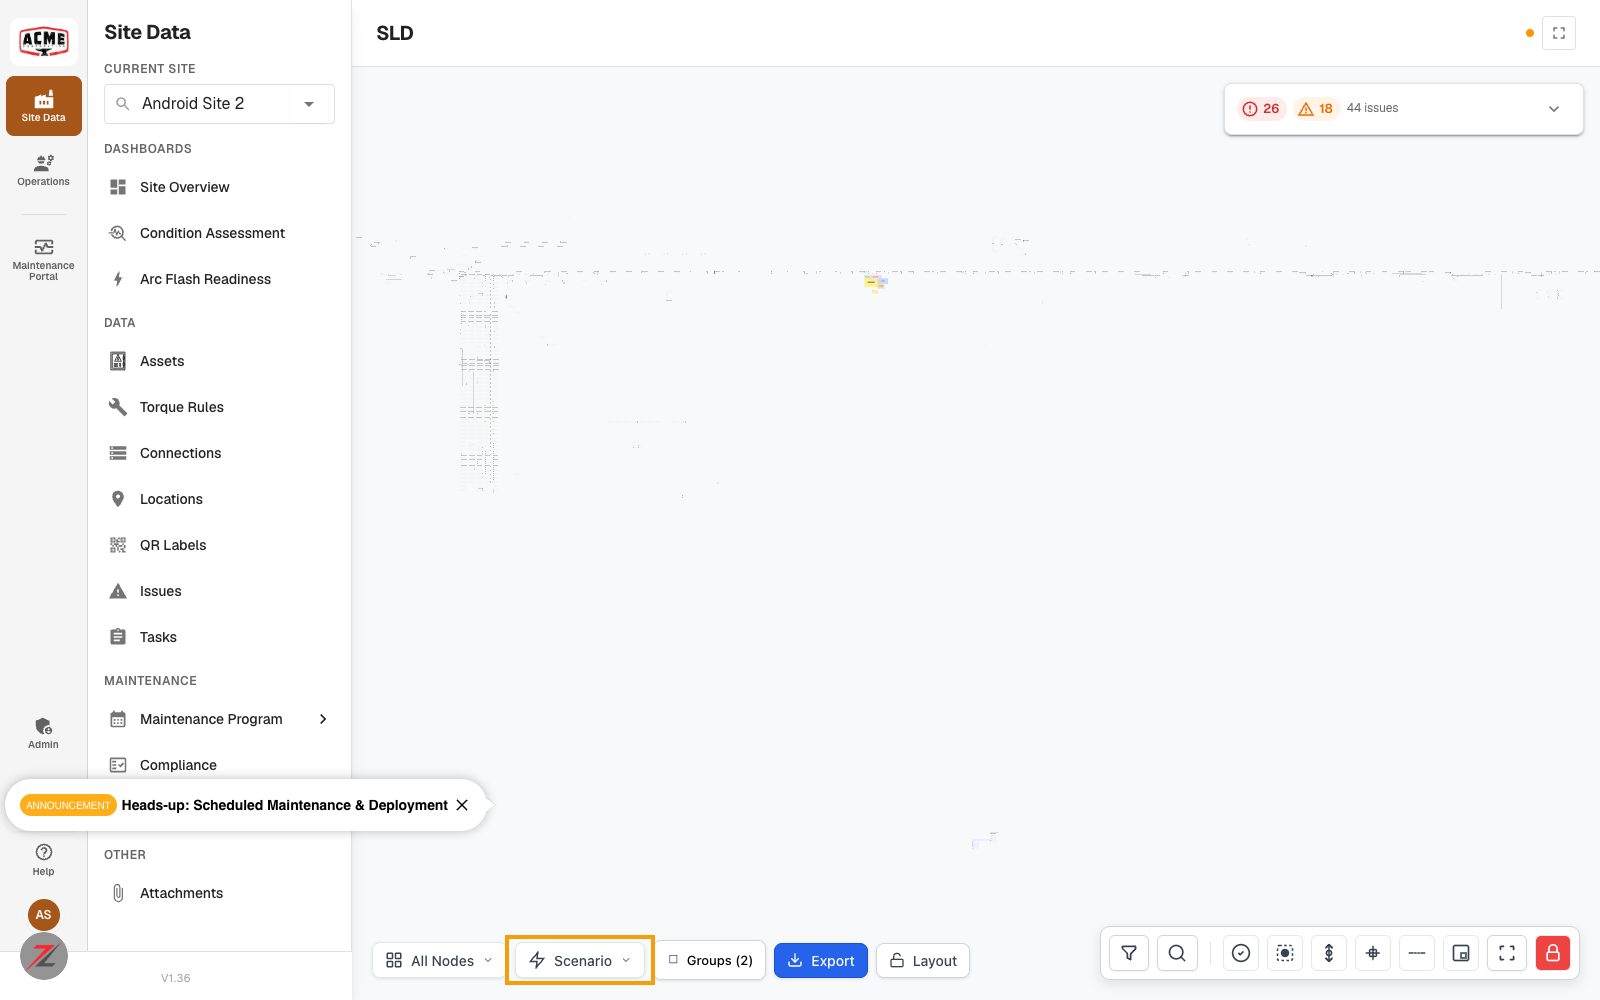 ACME
Site Data
Operations
Maintenance
Portal
Admin
Help
AS
Site Data
CURRENT SITE
Android Site 2
DASHBOARDS
Site Overview
Condition Assessment
Arc Flash Readiness
DATA
Assets
Torque Rules
Connections
Locations
QR Labels
Issues
Tasks
MAINTENANCE
Maintenance Program
Compliance
ANNOUNCEMENT Heads-up: Scheduled Maintenance & Deployment
OTHER
Attachments
V1.36
SLD
26 18 44 issues
All Nodes
Scenario
Groups (2)
Export
Layout